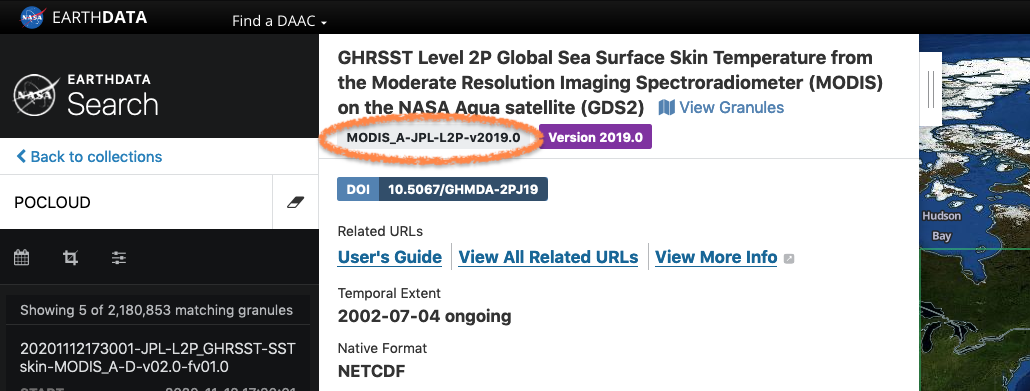 NASA EARTHDATA Find a DAAC
EARTHDATA
NASA Search
Back to collections
POCLOUD
Showing 5 of 2,180,853 matching granules
20201112173001-JPL-L2P_GHRSST-SST
skin-MODIS_A-D-v02.0-fv01.0
GHRSST Level 2P Global Sea Surface Skin Temperature from
the Moderate Resolution Imaging Spectroradiometer (MODIS)
on the NASA Aqua satellite (GDS2) View Granules
MODIS_A-JPL-L2P-v2019.0 Version 2019.0
DOI 10.5067/GHMDA-2PJ19
Related URLs
User's Guide View All Related URLs View More Info
Temporal Extent
2002-07-04 ongoing
Native Format
NETCDF
Hudson
Bay